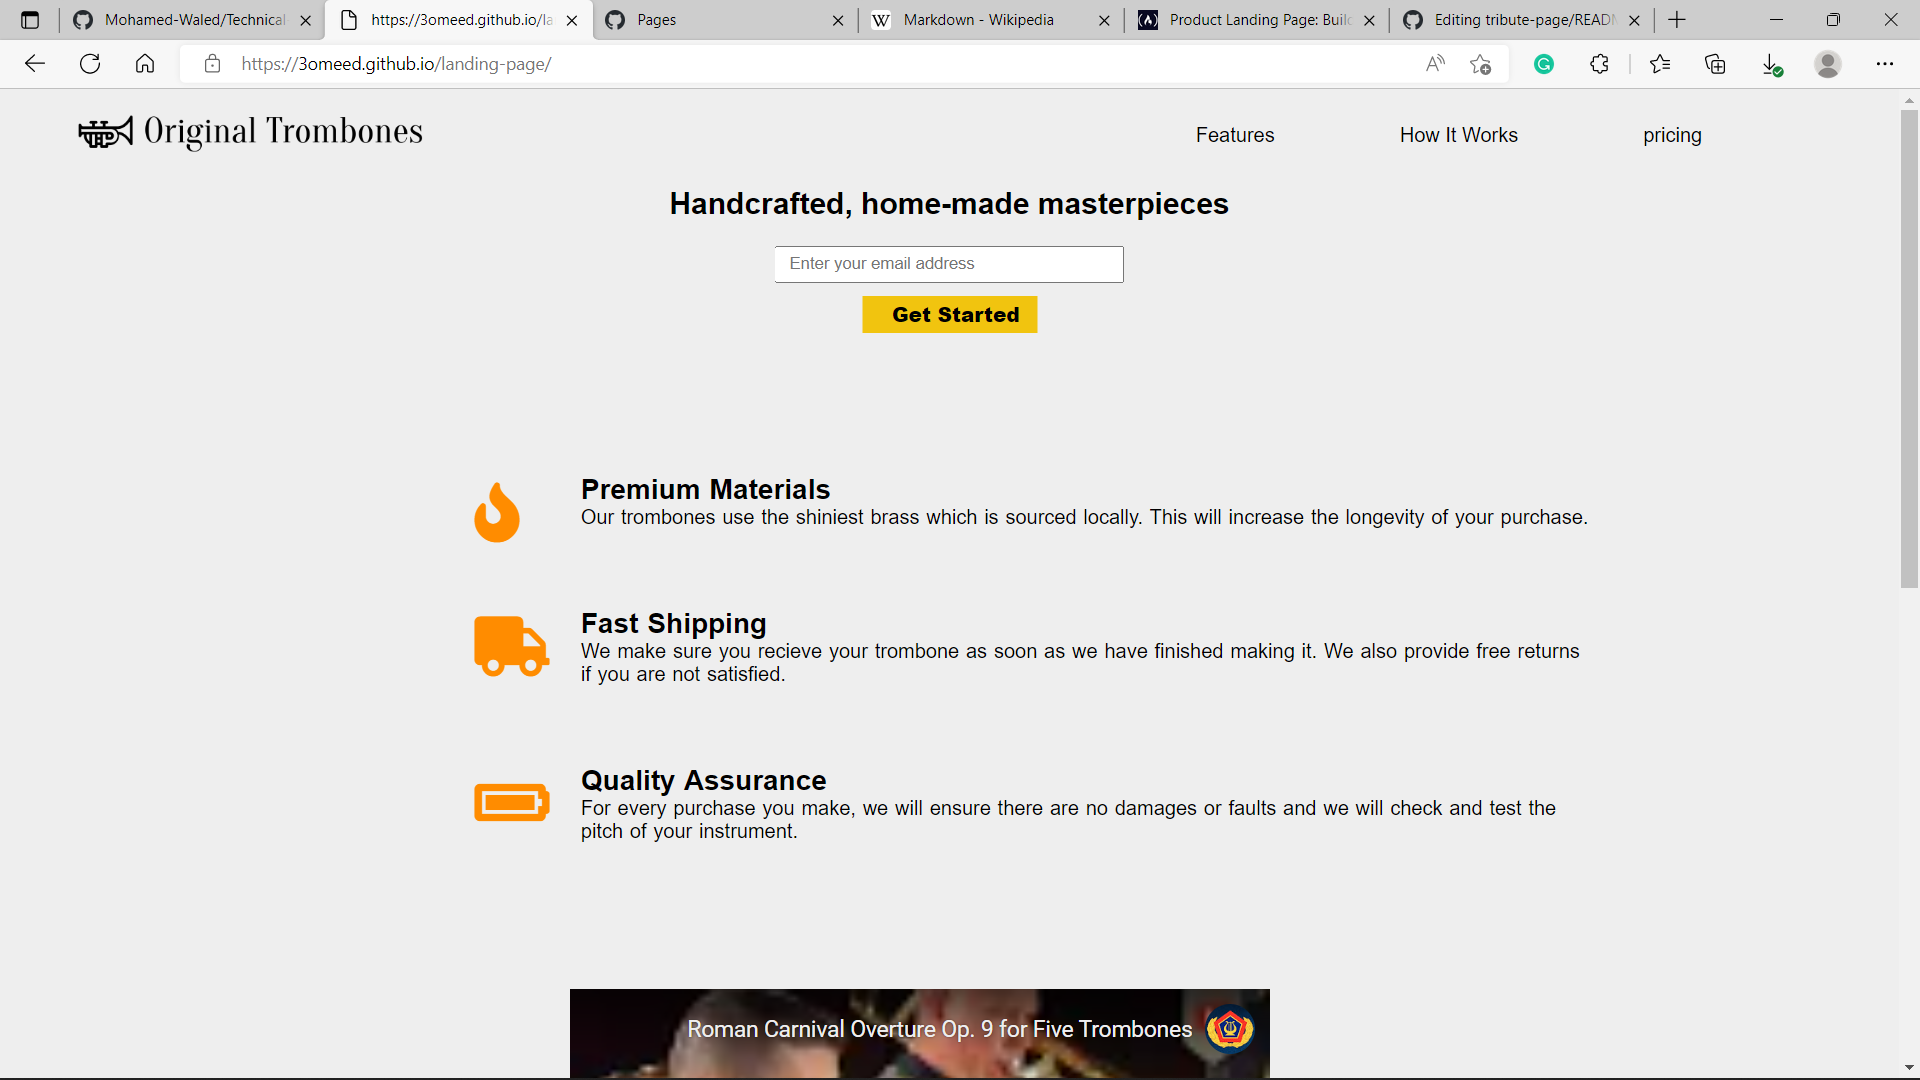 Mohamed-Waled/Technical
https://3omeed.github.io/la
Pages
Markdown - Wikipedia
Product Landing Page: Build
Editing tribute-page/READM
https://3omeed.github.io/landing-page/
Original Trombones
Features
How It Works
pricing
Handcrafted, home-made masterpieces
Enter your email address
Get Started
Premium Materials
Our trombones use the shiniest brass which is sourced locally. This will increase the longevity of your purchase.
Fast Shipping
We make sure you recieve your trombone as soon as we have finished making it. We also provide free returns
if you are not satisfied.
Quality Assurance
For every purchase you make, we will ensure there are no damages or faults and we will check and test the
pitch of your instrument.
Roman Carnival Overture Op. 9 for Five Trombones